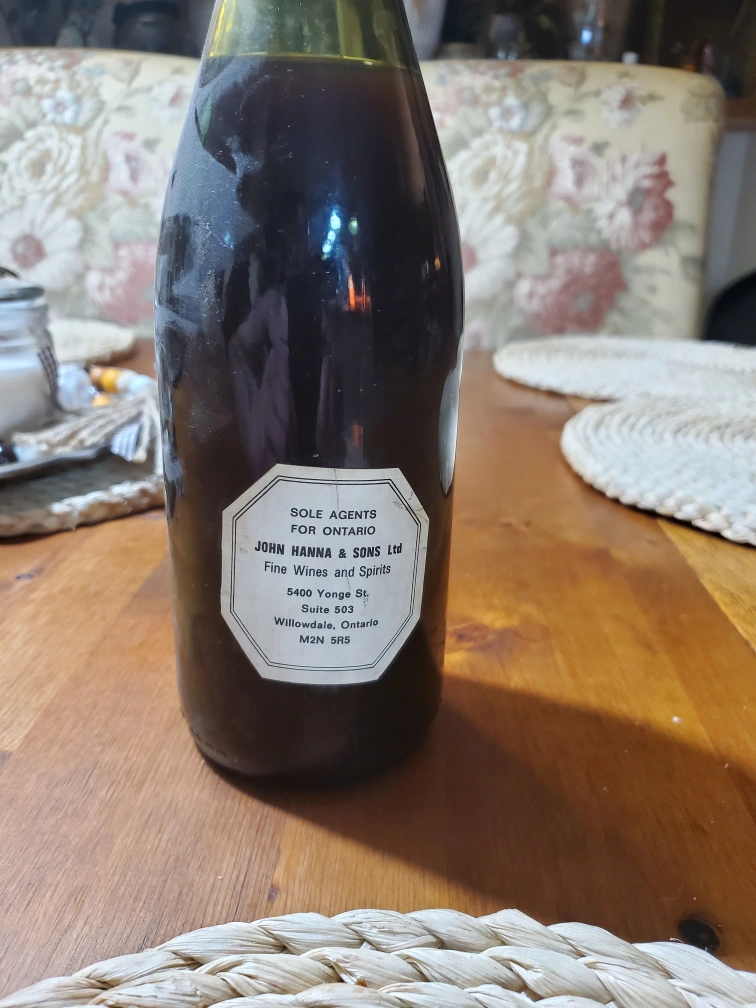 SOLE AGENTS
FOR ONTARIO
JOHN HANNA & SONS Ltd
Fine Wines and Spirits
5400 Yonge St.
Suite 503
Willowdale, Ontario
M2N 5R5